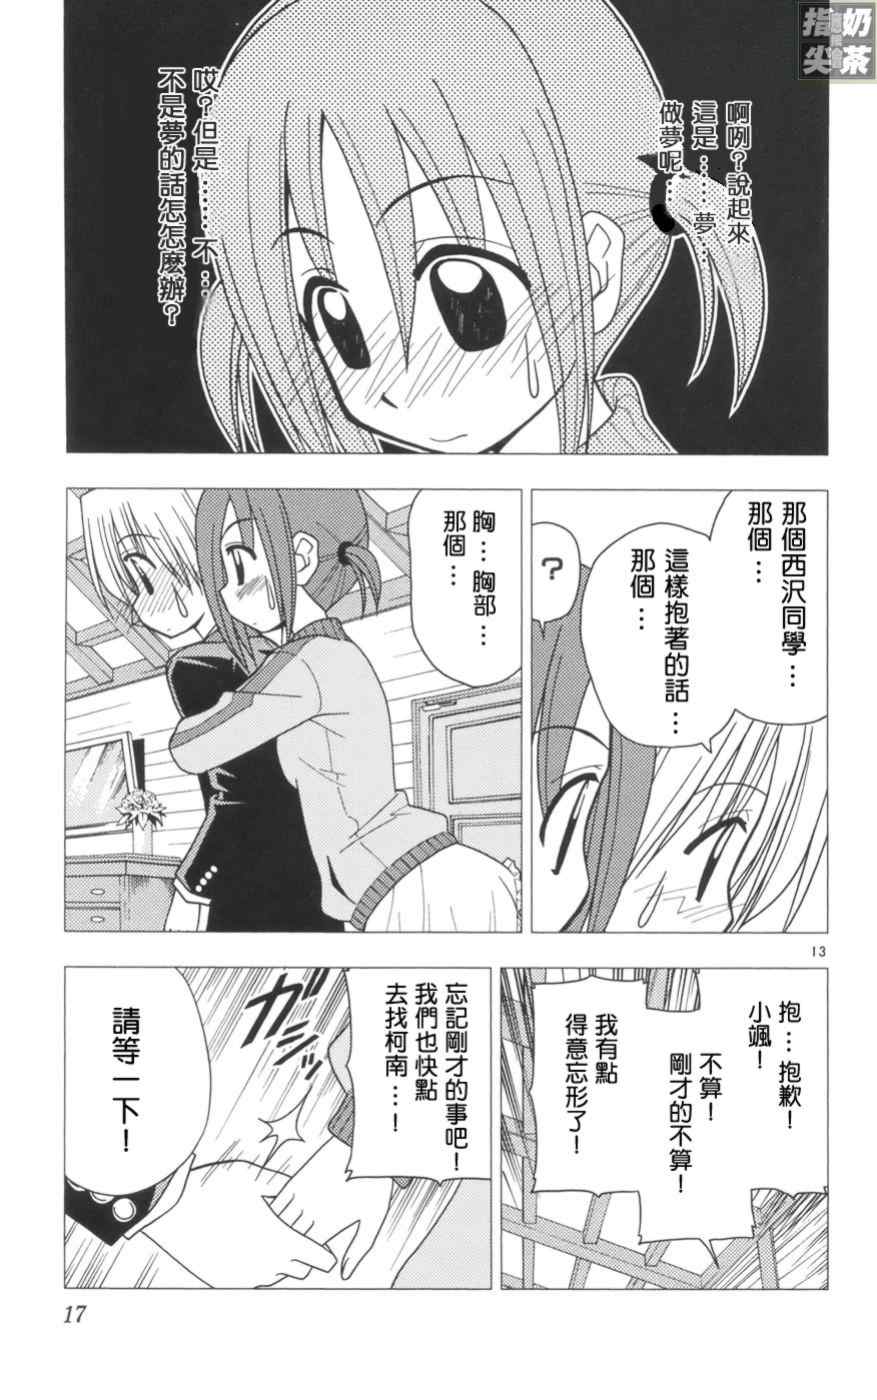 啊咧？說起來
這是……夢…
做夢呢…
哎？但是……不…
不是夢的話怎怎麼辦？
那個西沢同學…
那個…
這樣抱著的話…
那個…
？
胸…胸部…
那個…
13
抱…抱歉！
小颯！
不算！
剛才的不算！
我有點
得意忘形了！
忘記剛才的事吧！
我們也快點
去找柯南…！
ガッ
請等一下！
17
指尖
奶茶